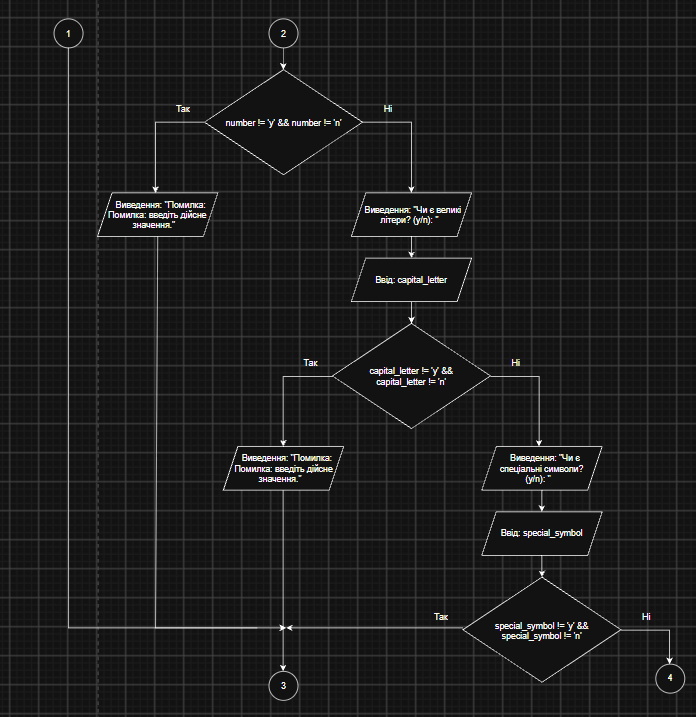 1
2
Так
Ні
number != 'y' && number != 'n'
Виведення: "Помилка:
Помилка: введіть дійсне
значення."
Виведення: "Чи є великі
літери? (y/n): "
Ввід: capital_letter
Так
Ні
capital_letter != 'y' &&
capital_letter != 'n'
Виведення: "Помилка:
Помилка: введіть дійсне
значення."
Виведення: "Чи є
спеціальні символи?
(y/n): "
Ввід: special_symbol
Так
Ні
special_symbol != 'y' &&
special_symbol != 'n'
3
4